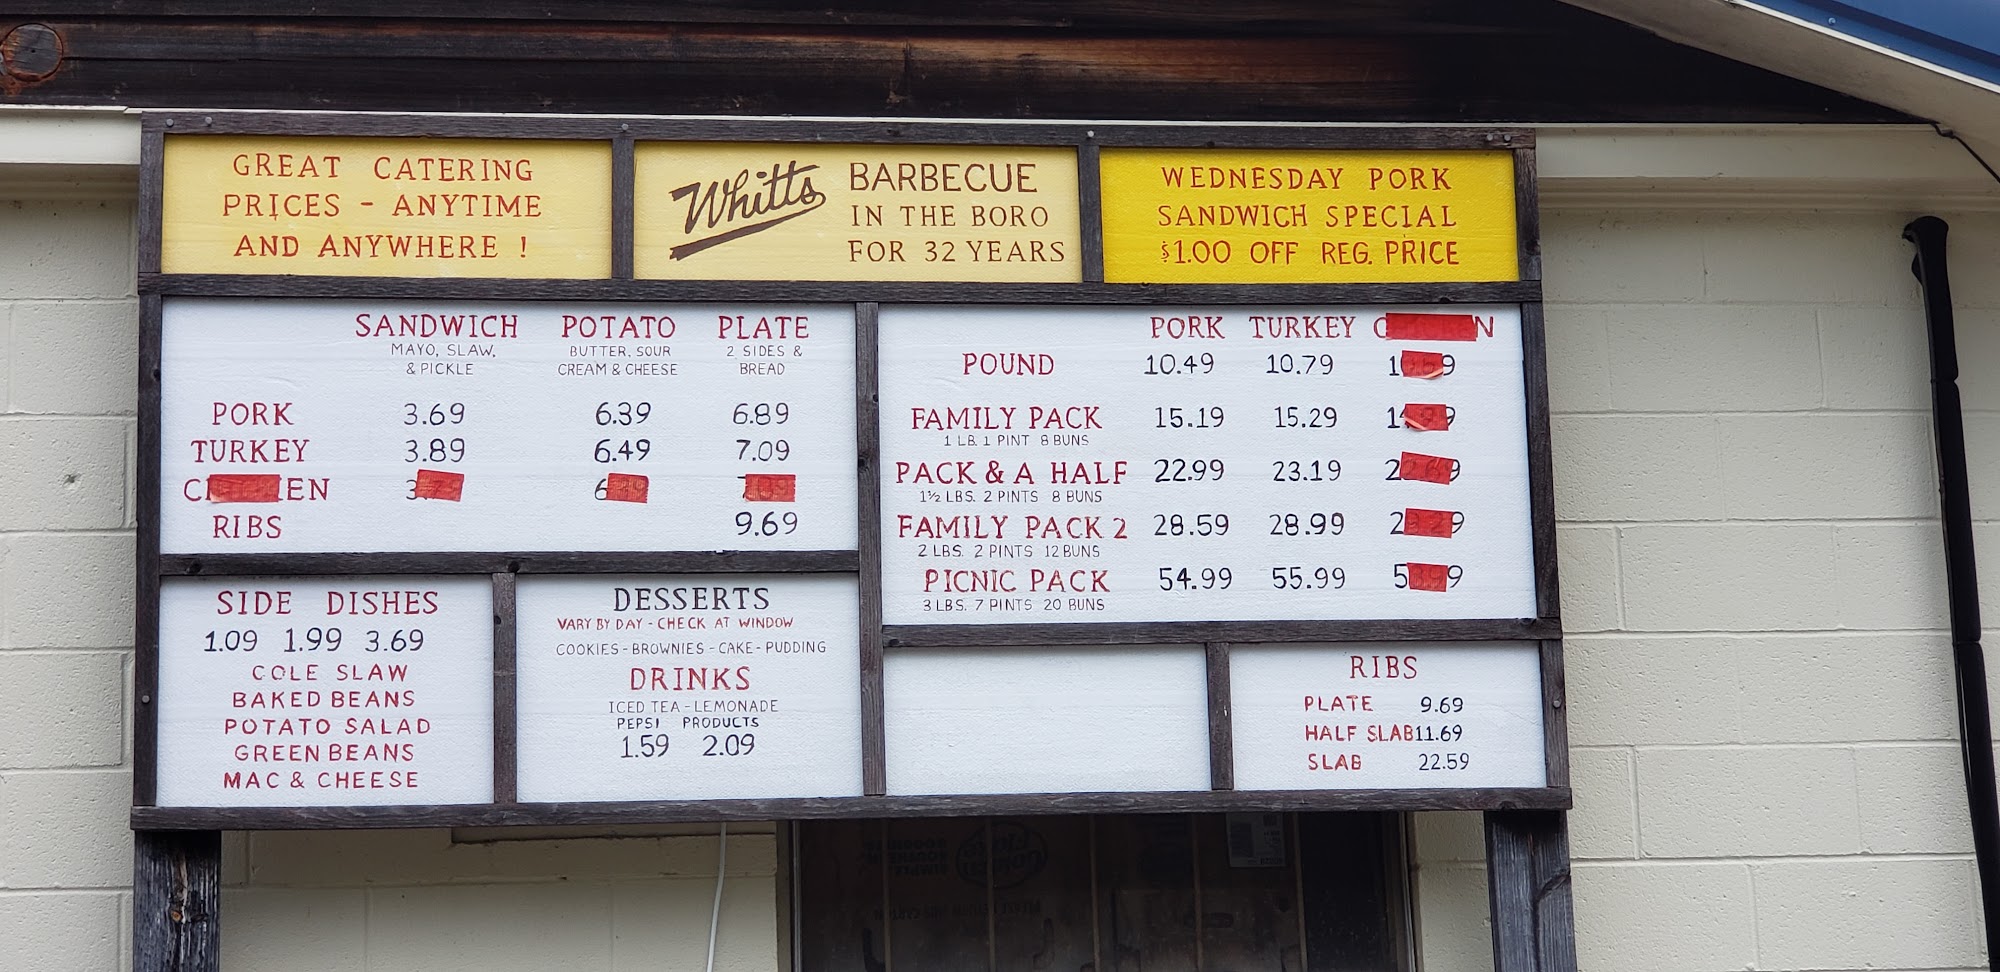 GREAT CATERING
PRICES - ANYTIME
AND ANYWHERE !
Whitts
BARBECUE
IN THE BORO
FOR 32 YEARS
WEDNESDAY PORK
SANDWICH SPECIAL
$1.00 OFF REG. PRICE
SANDWICH POTATO PLATE
MAYO, SLAW, BUTTER, SOUR 2 SIDES &
& PICKLE CREAM & CHEESE BREAD
PORK 3.69 6.39 6.89
TURKEY 3.89 6.49 7.09
RIBS 9.69
PORK TURKEY
POUND 10.49 10.79
FAMILY PACK 15.19 15.29
1 LB. 1 PINT 8 BUNS
PACK & A HALF 22.99 23.19
1½ LBS. 2 PINTS 8 BUNS
FAMILY PACK 2 28.59 28.99
2 LBS. 2 PINTS 12 BUNS
PICNIC PACK 54.99 55.99
3 LBS. 7 PINTS 20 BUNS
SIDE DISHES
1.09 1.99 3.69
COLE SLAW
BAKED BEANS
POTATO SALAD
GREEN BEANS
MAC & CHEESE
DESSERTS
VARY BY DAY - CHECK AT WINDOW
COOKIES - BROWNIES - CAKE - PUDDING
DRINKS
ICED TEA - LEMONADE
PEPSI PRODUCTS
1.59 2.09
RIBS
PLATE 9.69
HALF SLAB 11.69
SLAB 22.59